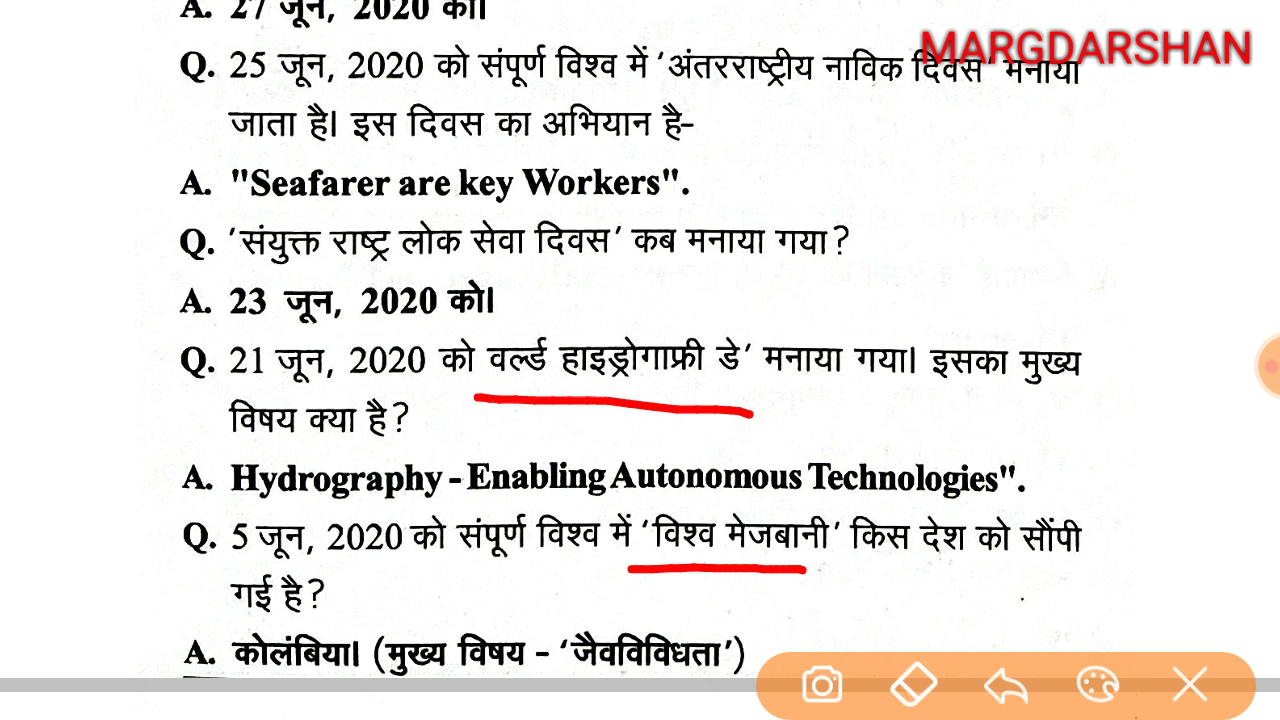 A. 27 जून, 2020 को।
MARGDARSHAN
Q. 25 जून, 2020 को संपूर्ण विश्व में 'अंतरराष्ट्रीय नाविक दिवस' मनाया
जाता है। इस दिवस का अभियान है-
A. "Seafarer are key Workers".
Q. 'संयुक्त राष्ट्र लोक सेवा दिवस' कब मनाया गया?
A. 23 जून, 2020 को।
Q. 21 जून, 2020 को वर्ल्ड हाइड्रोगाफ्री डे' मनाया गया। इसका मुख्य
विषय क्या है?
A. Hydrography - Enabling Autonomous Technologies".
Q. 5 जून, 2020 को संपूर्ण विश्व में 'विश्व मेजबानी' किस देश को सौंपी
गई है?
A. कोलंबिया। (मुख्य विषय - 'जैवविविधता')